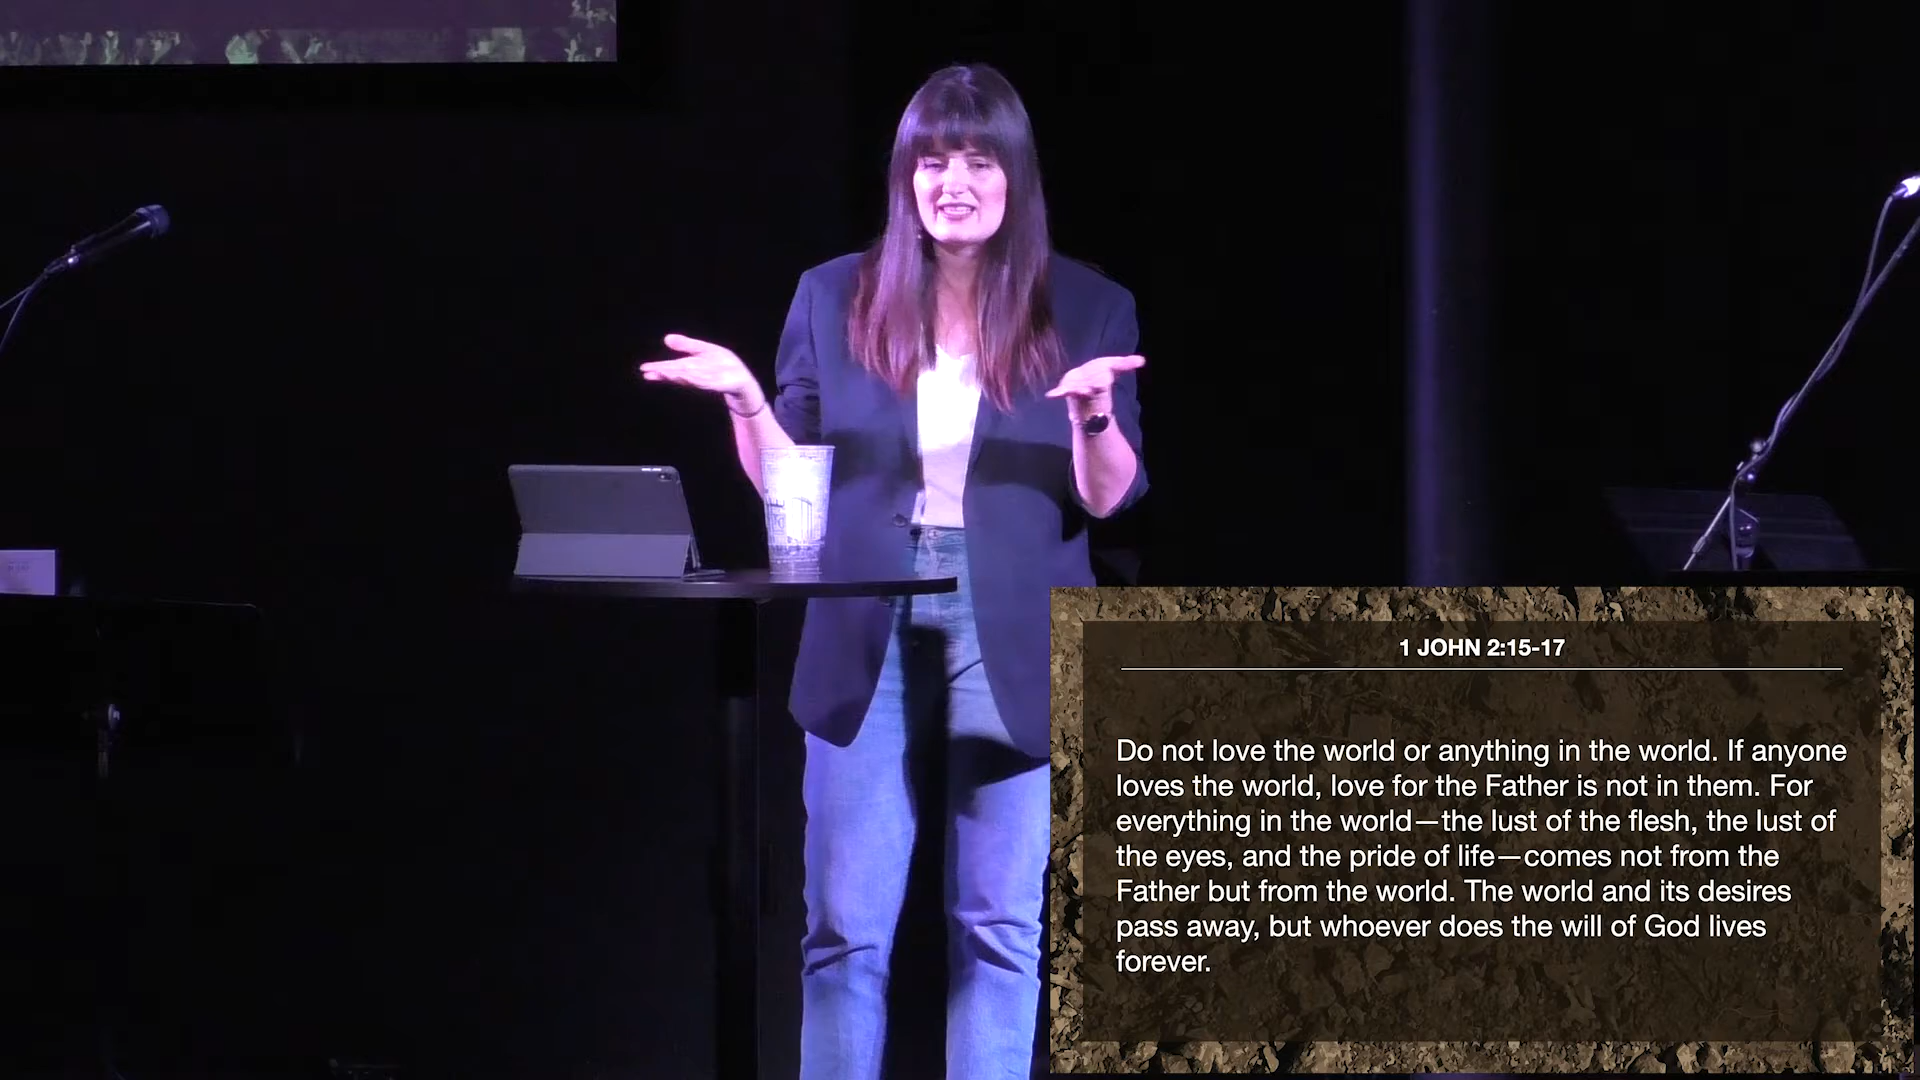 1 JOHN 2:15-17
Do not love the world or anything in the world. If anyone
loves the world, love for the Father is not in them. For
everything in the world—the lust of the flesh, the lust of
the eyes, and the pride of life—comes not from the
Father but from the world. The world and its desires
pass away, but whoever does the will of God lives
forever.